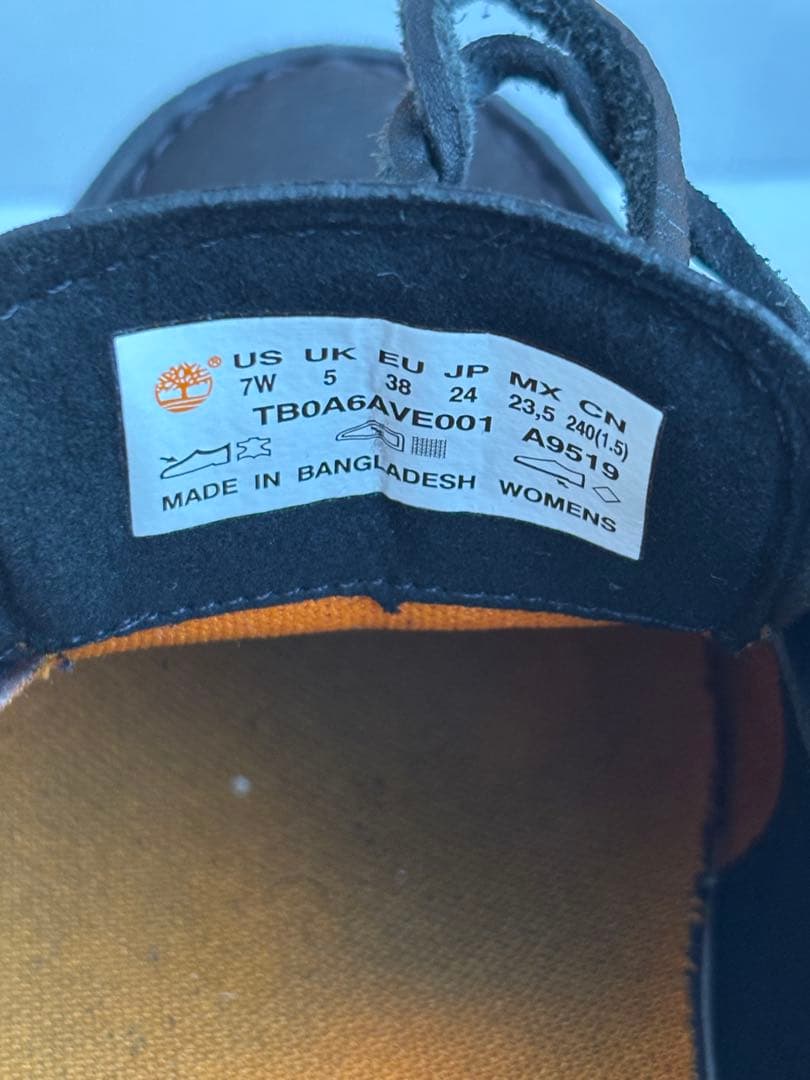 ® US UK EU JP MX CN
7W 5 38 24 23,5 240(1.5)
TB0A6AVE001 A9519
MADE IN BANGLADESH WOMENS